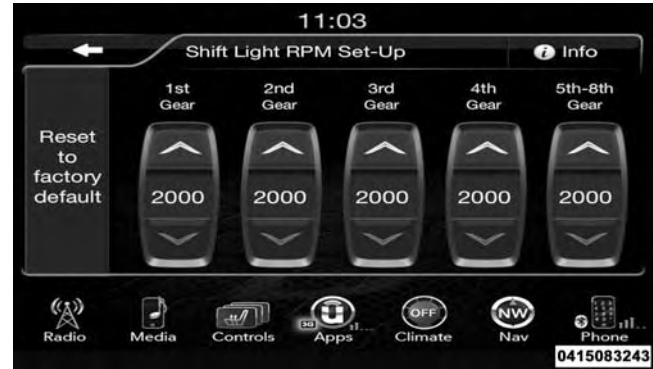 11:03
Shift Light RPM Set-Up
i Info
Reset
to
factory
default
1st
Gear
2nd
Gear
3rd
Gear
4th
Gear
5th-8th
Gear
2000
2000
2000
2000
2000
Radio
Media
Controls
3G
Apps
OFF
Climate
NW
Nav
Phone
0415083243